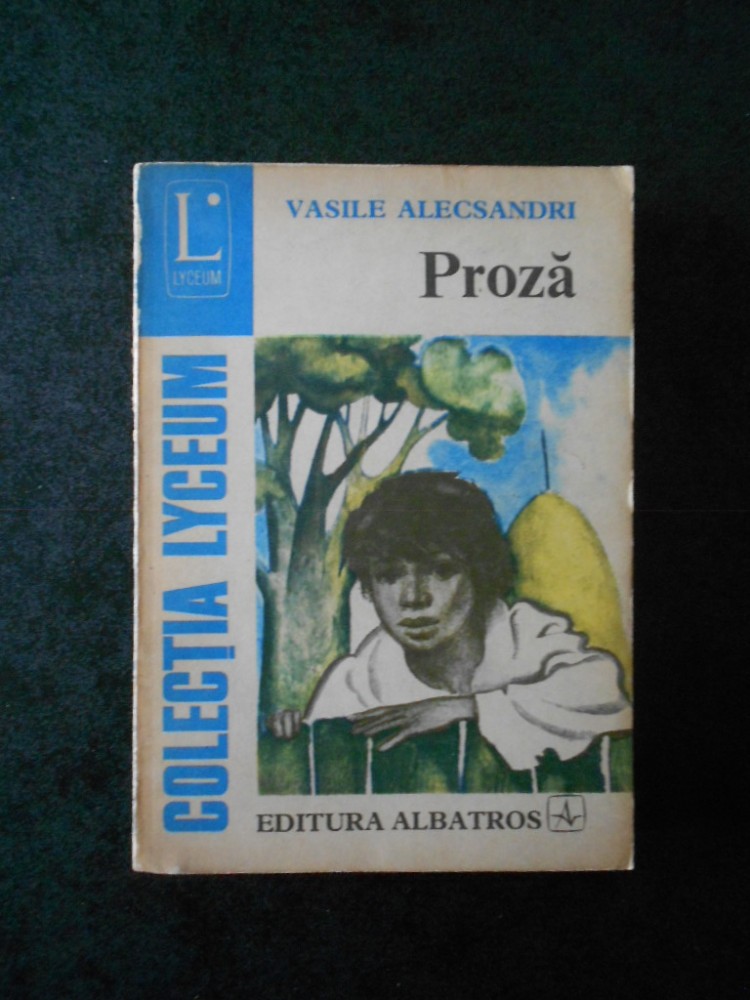 L
LYCEUM
VASILE ALECSANDRI
Proză
COLECȚIA LYCEUM
EDITURA ALBATROS